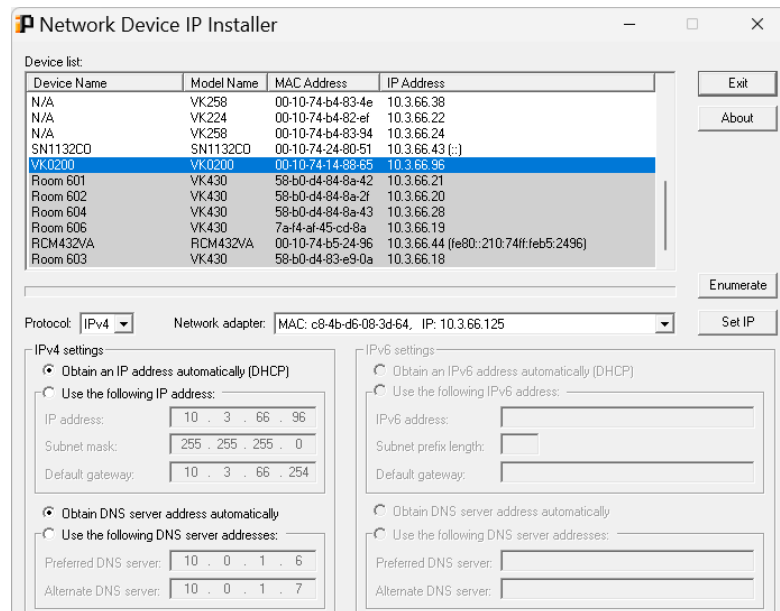 Network Device IP Installer
Device list:
Device Name Model Name MAC Address IP Address
N/A VK258 00-10-74-b4-83-4e 10.3.66.38
N/A VK224 00-10-74-b4-82-ef 10.3.66.22
N/A VK258 00-10-74-b4-83-94 10.3.66.24
SN1132CO SN1132CO 00-10-74-24-80-51 10.3.66.43 (::)
VK0200 VK0200 00-10-74-14-88-65 10.3.66.96
Room 601 VK430 58-b0-d4-84-8a-42 10.3.66.21
Room 602 VK430 58-b0-d4-84-8a-2f 10.3.66.20
Room 604 VK430 58-b0-d4-84-8a-43 10.3.66.28
Room 606 VK430 7a-f4-af-45-cd-8a 10.3.66.19
RCM432VA RCM432VA 00-10-74-b5-24-96 10.3.66.44 (fe80::210:74ff:feb5:2496)
Room 603 VK430 58-b0-d4-83-e9-0a 10.3.66.18
Exit
About
Enumerate
Protocol: IPv4 Network adapter: MAC: c8-4b-d6-08-3d-64, IP: 10.3.66.125 Set IP
IPv4 settings
Obtain an IP address automatically (DHCP)
Use the following IP address:
IP address: 10 . 3 . 66 . 96
Subnet mask: 255 . 255 . 255 . 0
Default gateway: 10 . 3 . 66 . 254
Obtain DNS server address automatically
Use the following DNS server addresses:
Preferred DNS server: 10 . 0 . 1 . 6
Alternate DNS server: 10 . 0 . 1 . 7
IPv6 settings
Obtain an IPv6 address automatically (DHCP)
Use the following IPv6 address:
IPv6 address:
Subnet prefix length:
Default gateway:
Obtain DNS server address automatically
Use the following DNS server addresses:
Preferred DNS server:
Alternate DNS server: